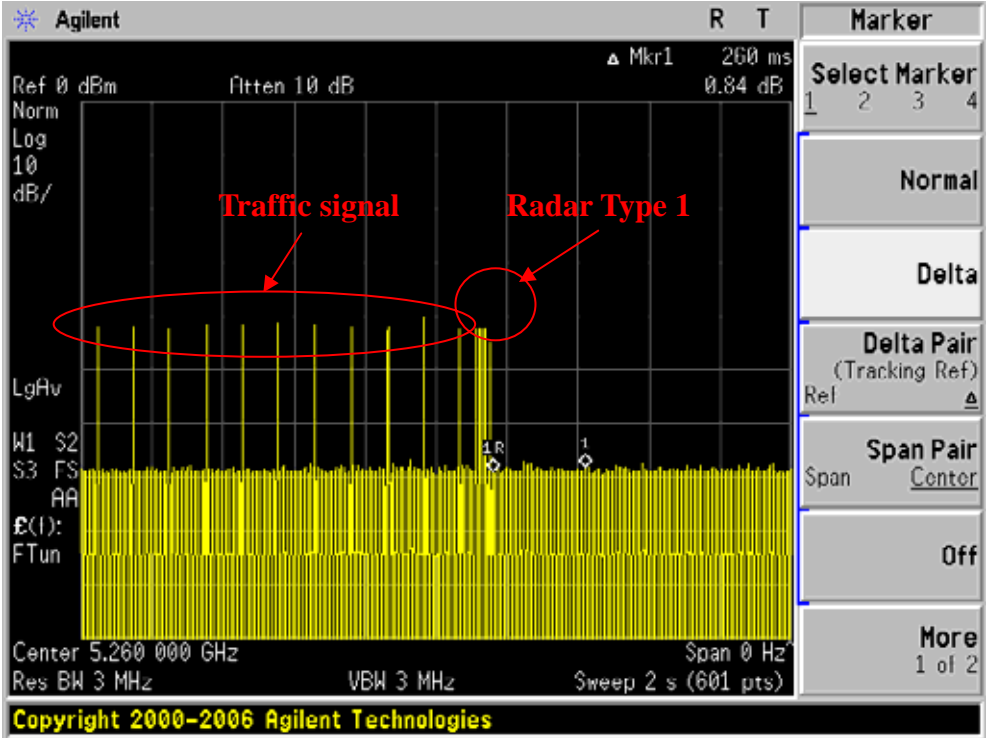 Agilent R T
Marker
Δ Mkr1 260 ms
Ref 0 dBm Atten 10 dB 0.84 dB
Norm
Log
10
dB/
Traffic signal Radar Type 1
LgAv
W1 S2
S3 FS
AA
£(f):
FTun
1R 1
Center 5.260 000 GHz Span 0 Hz^
Res BW 3 MHz VBW 3 MHz Sweep 2 s (601 pts)
Copyright 2000-2006 Agilent Technologies
Select Marker
1 2 3 4
Normal
Delta
Delta Pair
(Tracking Ref)
Ref Δ
Span Pair
Span Center
Off
More
1 of 2